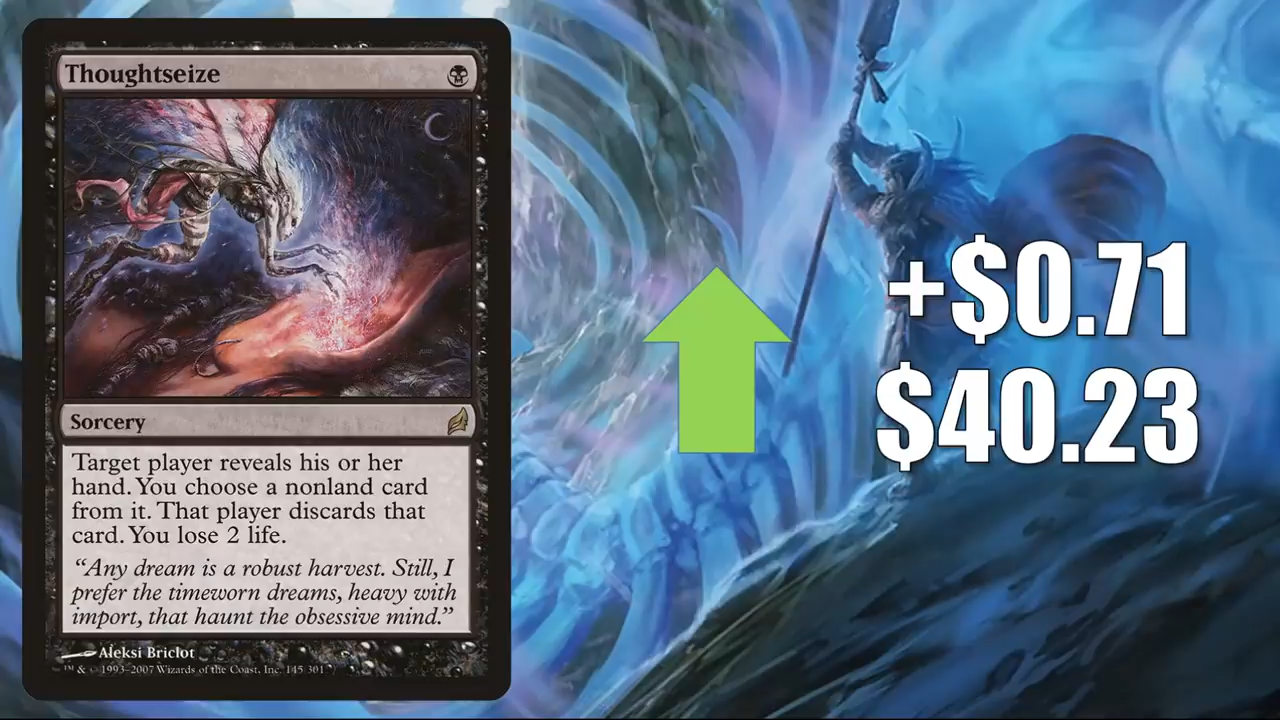 Thoughtseize
Sorcery
Target player reveals his or her
hand. You choose a nonland card
from it. That player discards that
card. You lose 2 life.
“Any dream is a robust harvest. Still, I
prefer the timeworn dreams, heavy with
import, that haunt the obsessive mind.”
Aleksi Briclot
™ & © 1993–2007 Wizards of the Coast, Inc. 145/301
+$0.71
$40.23